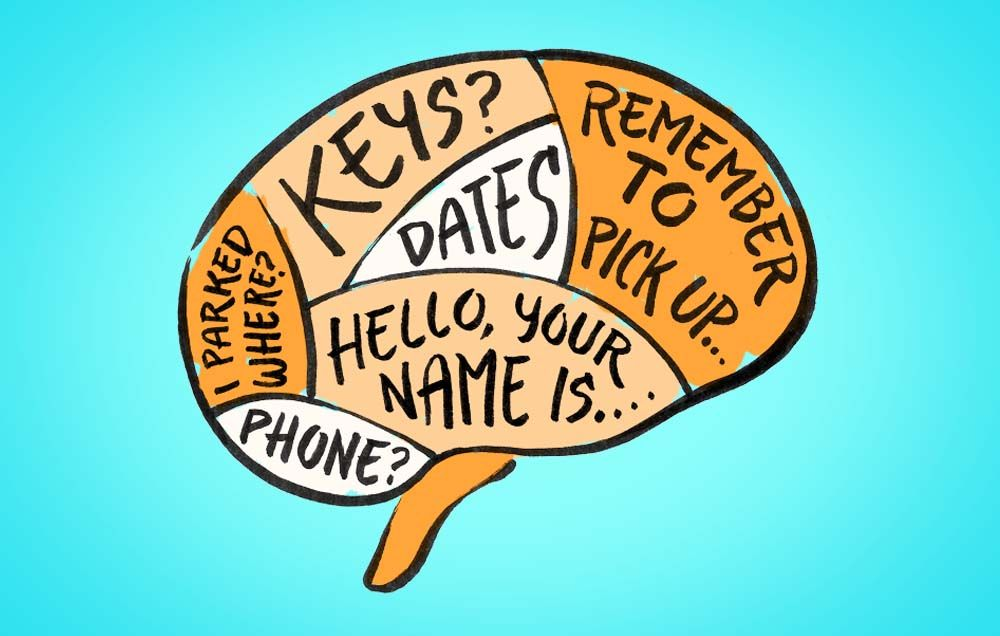 KEYS?
DATES
REMEMBER
TO
PICK UP...
I PARKED
WHERE?
HELLO, YOUR
NAME IS....
PHONE?